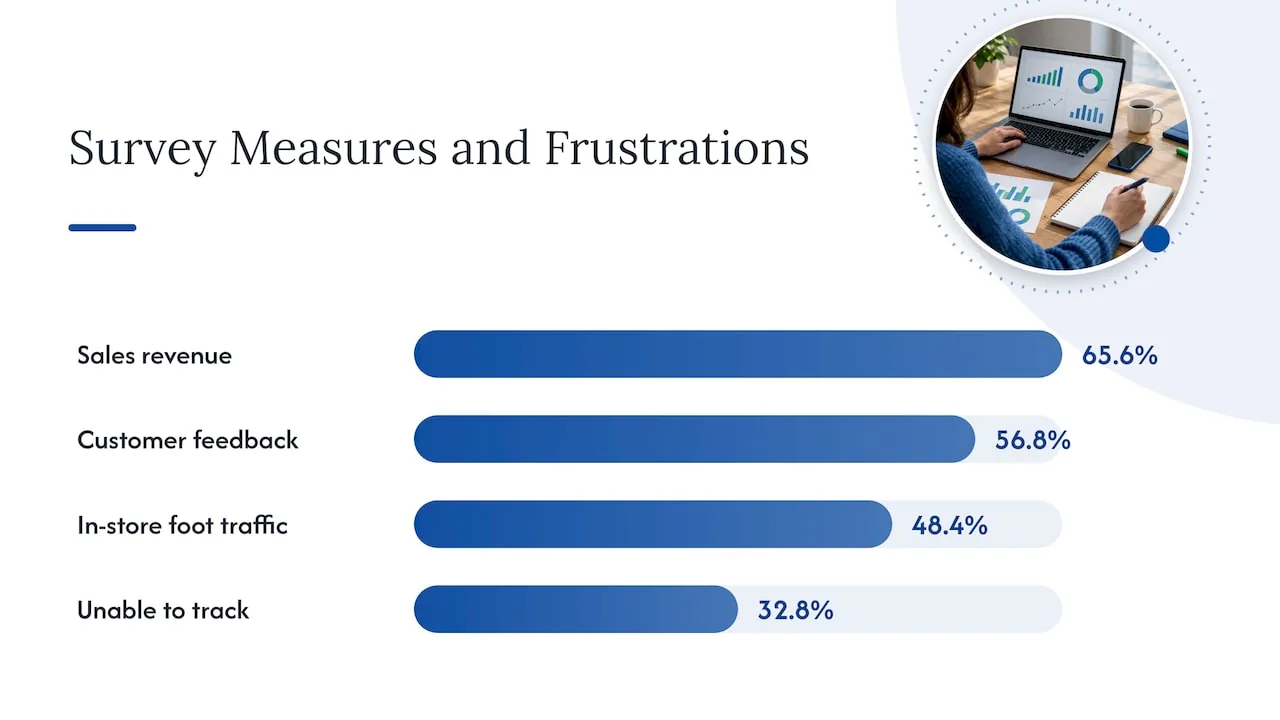 Survey Measures and Frustrations
Sales revenue 65.6%
Customer feedback 56.8%
In-store foot traffic 48.4%
Unable to track 32.8%